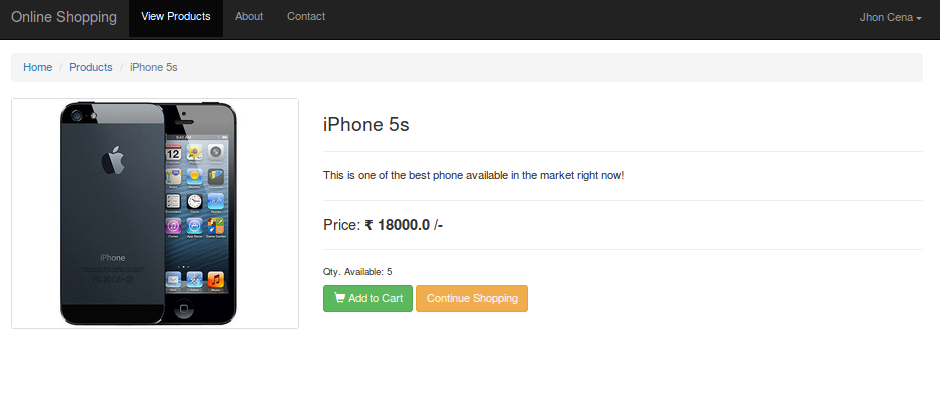 Online Shopping
View Products
About
Contact
Jhon Cena
Home / Products / iPhone 5s
iPhone 5s
This is one of the best phone available in the market right now!
Price: ₹ 18000.0 /-
Qty. Available: 5
Add to Cart
Continue Shopping
iPhone
12